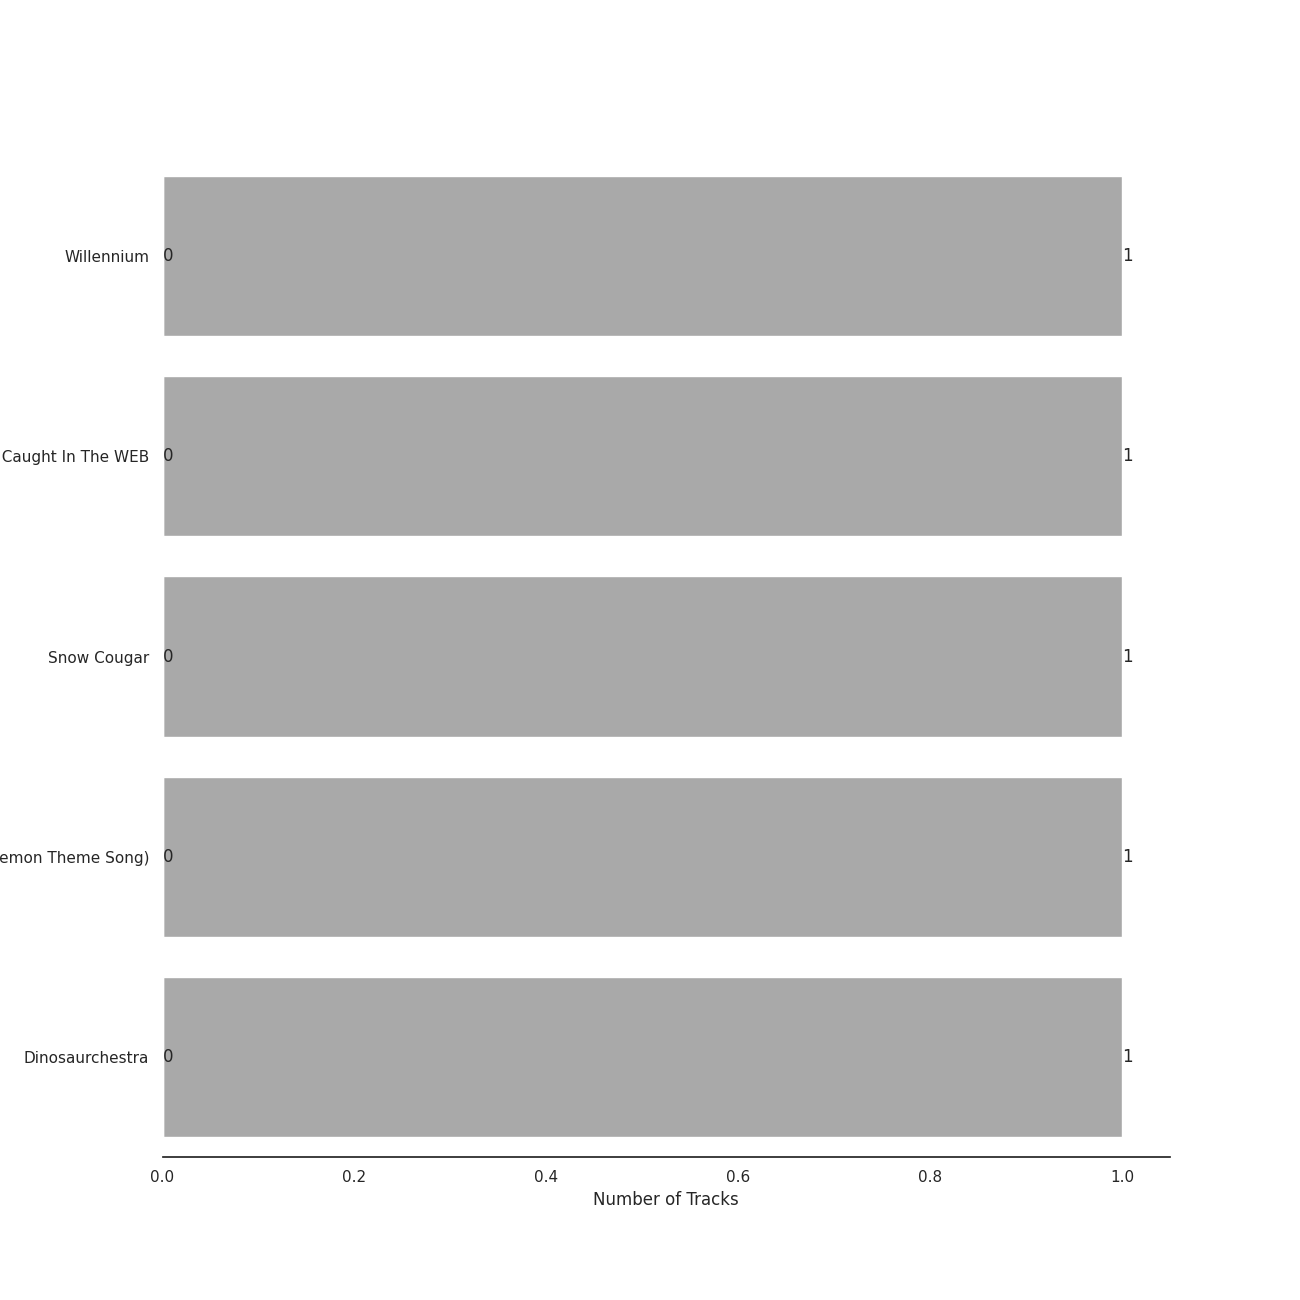 Willennium 0 1
Caught In The WEB 0 1
Snow Cougar 0 1
emon Theme Song) 0 1
Dinosaurchestra 0 1
0.0 0.2 0.4 0.6 0.8 1.0
Number of Tracks